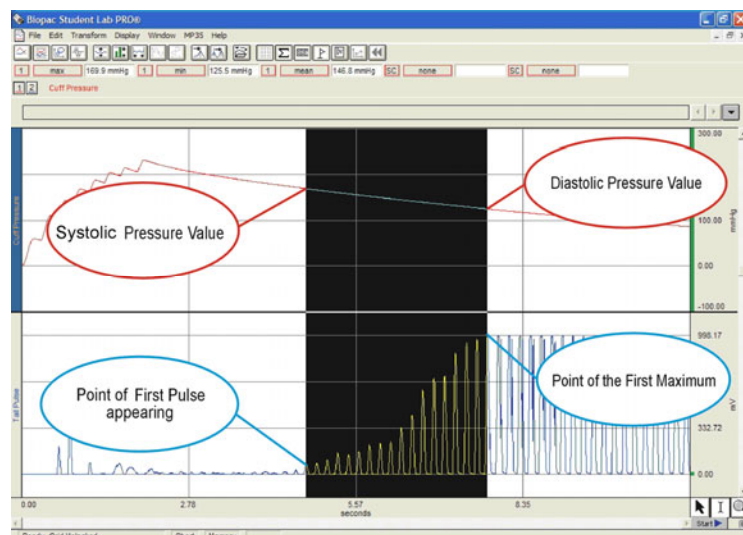 Biopac Student Lab PRO®
File Edit Transform Display Window MP35 Help
1 max 169.9 mmHg 1 min 125.5 mmHg 1 mean 146.8 mmHg SC none SC none
1 2 Cuff Pressure
300.00
Systolic Pressure Value
Diastolic Pressure Value
Cuff Pressure
100.00
mmHg
0.00
-100.00
Point of First Pulse
appearing
Point of the First Maximum
Tail Pulse
998.17
mV
332.72
0.00
0.00 2.78 5.57 8.35
seconds
Start